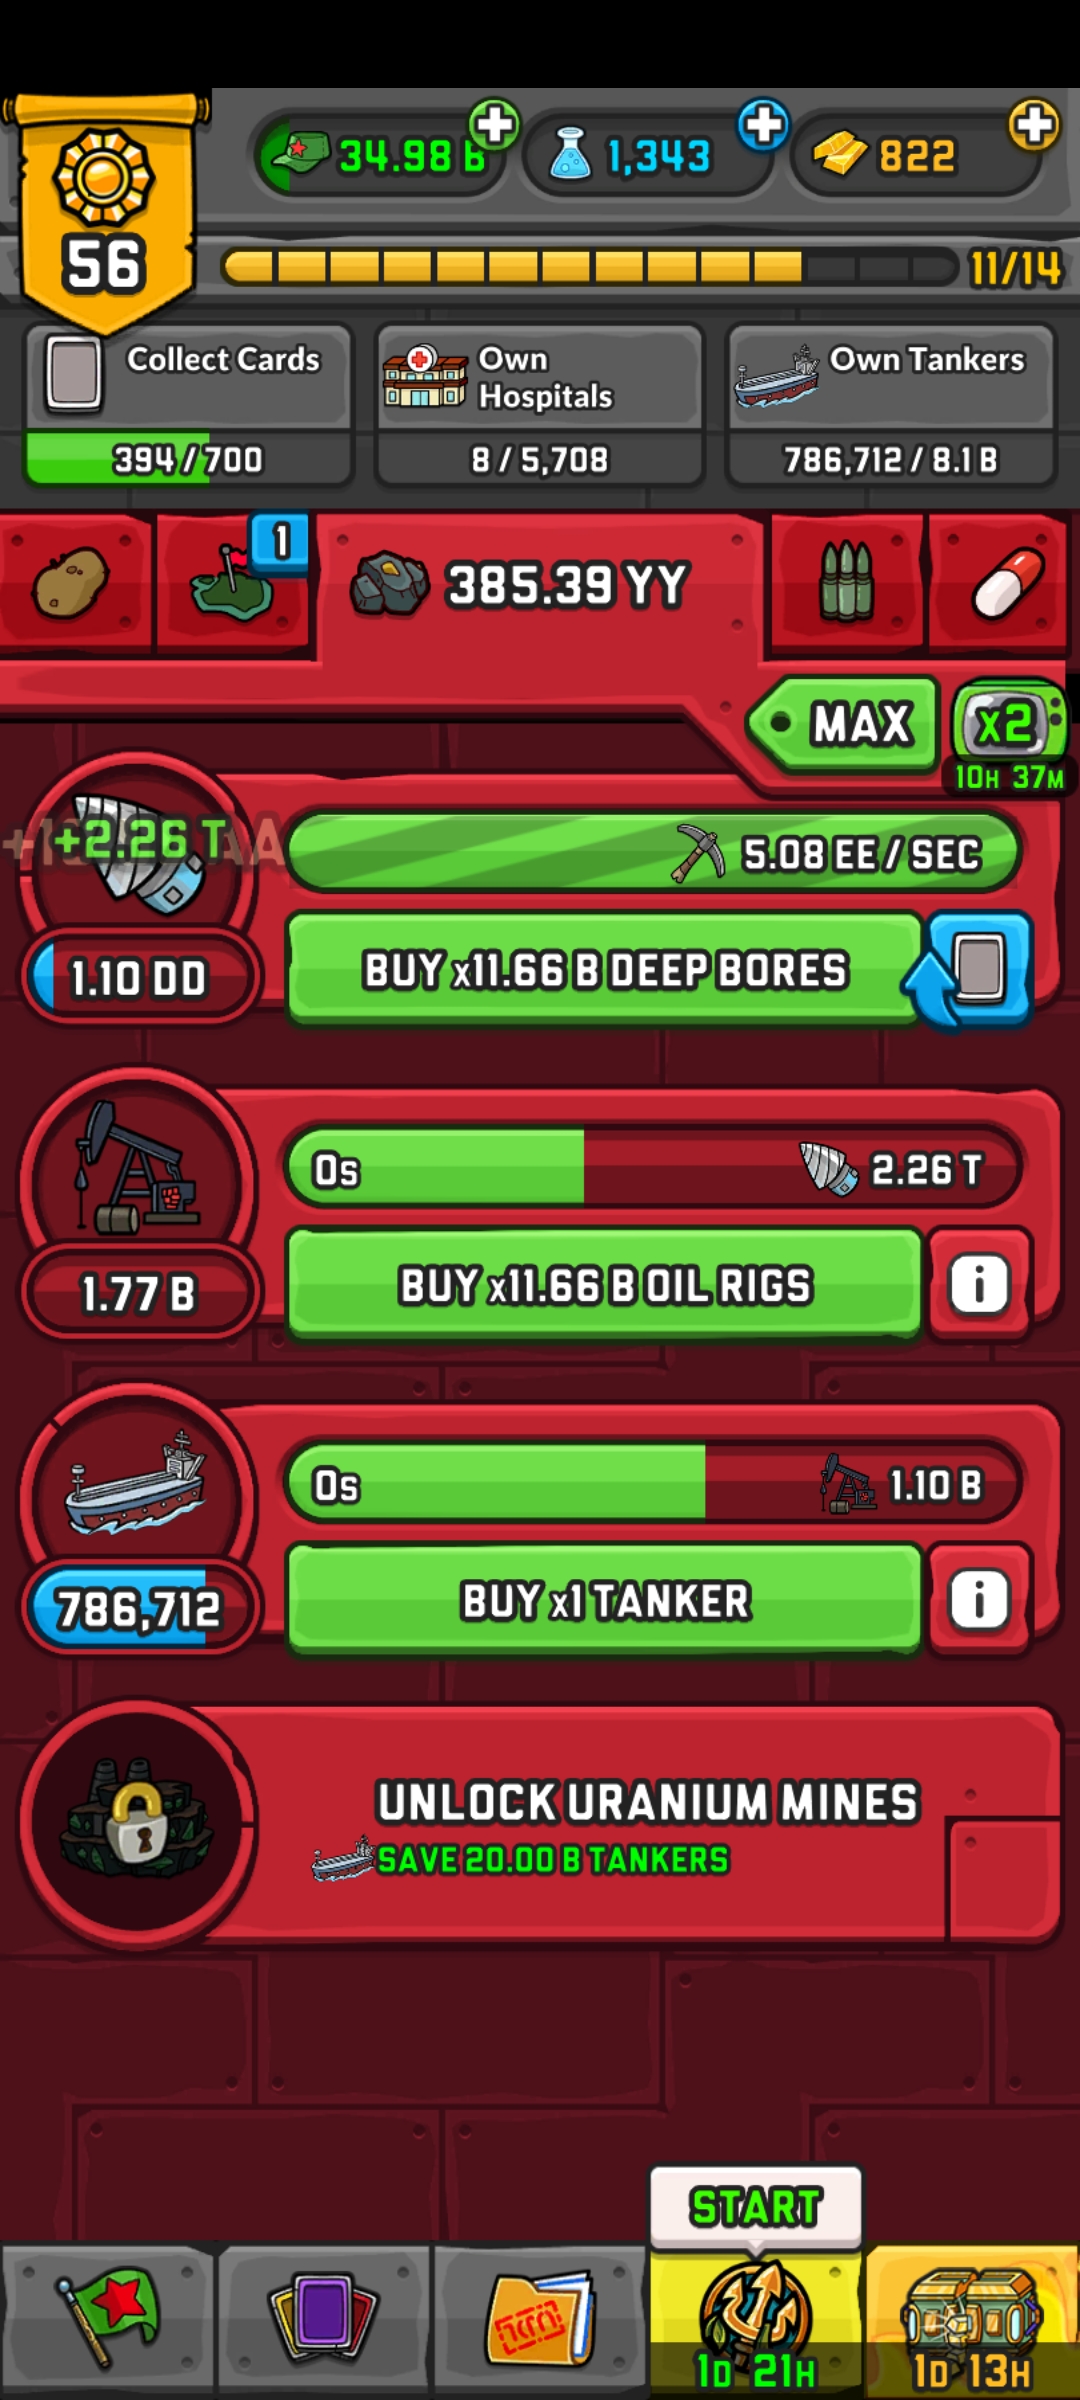 56
34.98 B
1,343
822
11/14
Collect Cards
394 / 700
Own
Hospitals
8 / 5,708
Own Tankers
786,712 / 8.1 B
1
385.39 YY
MAX
x2
10H 37M
+2.26 T
5.08 EE / SEC
1.10 DD
BUY x11.66 B DEEP BORES
0s
2.26 T
1.77 B
BUY x11.66 B OIL RIGS
i
0s
1.10 B
786,712
BUY x1 TANKER
i
UNLOCK URANIUM MINES
SAVE 20.00 B TANKERS
START
1D 21H
1D 13H